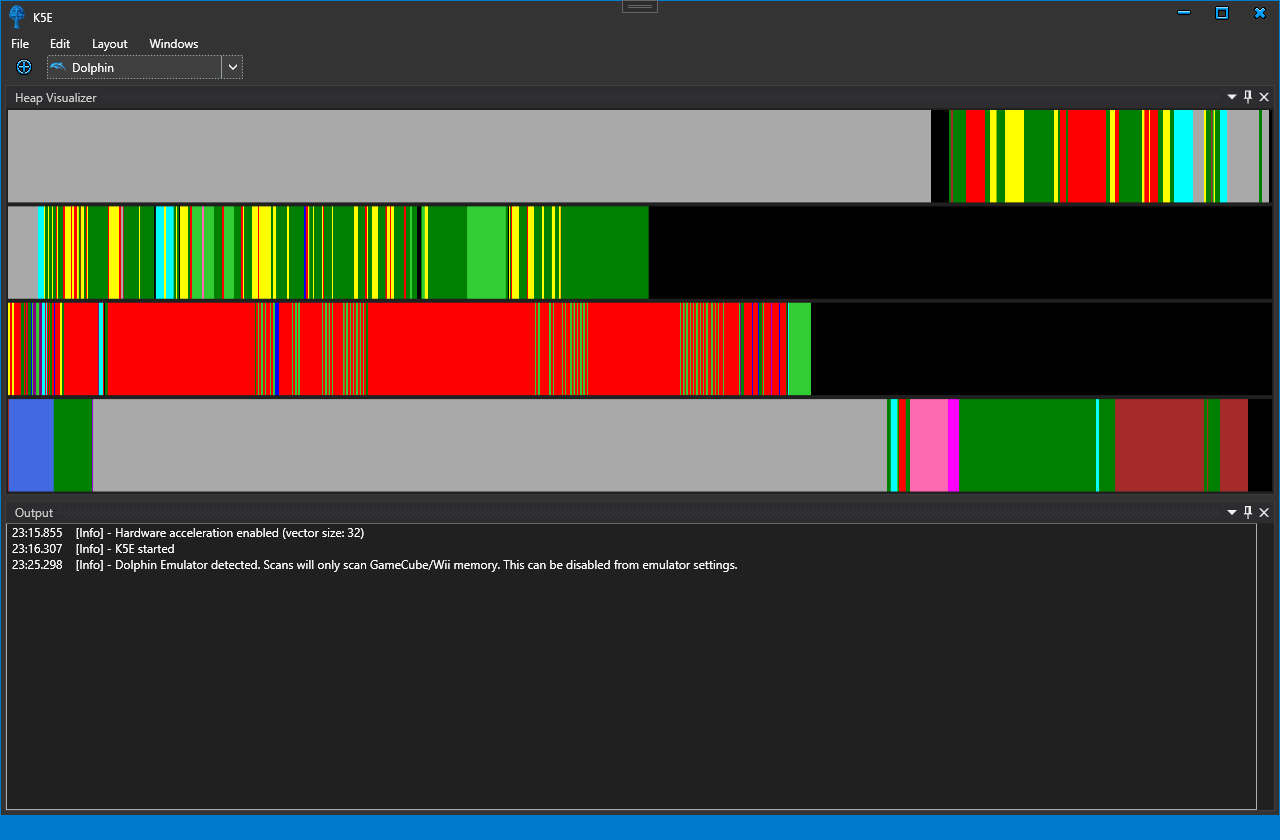 K5E
File Edit Layout Windows
Dolphin
Heap Visualizer
Output
23:15.855 [Info] - Hardware acceleration enabled (vector size: 32)
23:16.307 [Info] - K5E started
23:25.298 [Info] - Dolphin Emulator detected. Scans will only scan GameCube/Wii memory. This can be disabled from emulator settings.